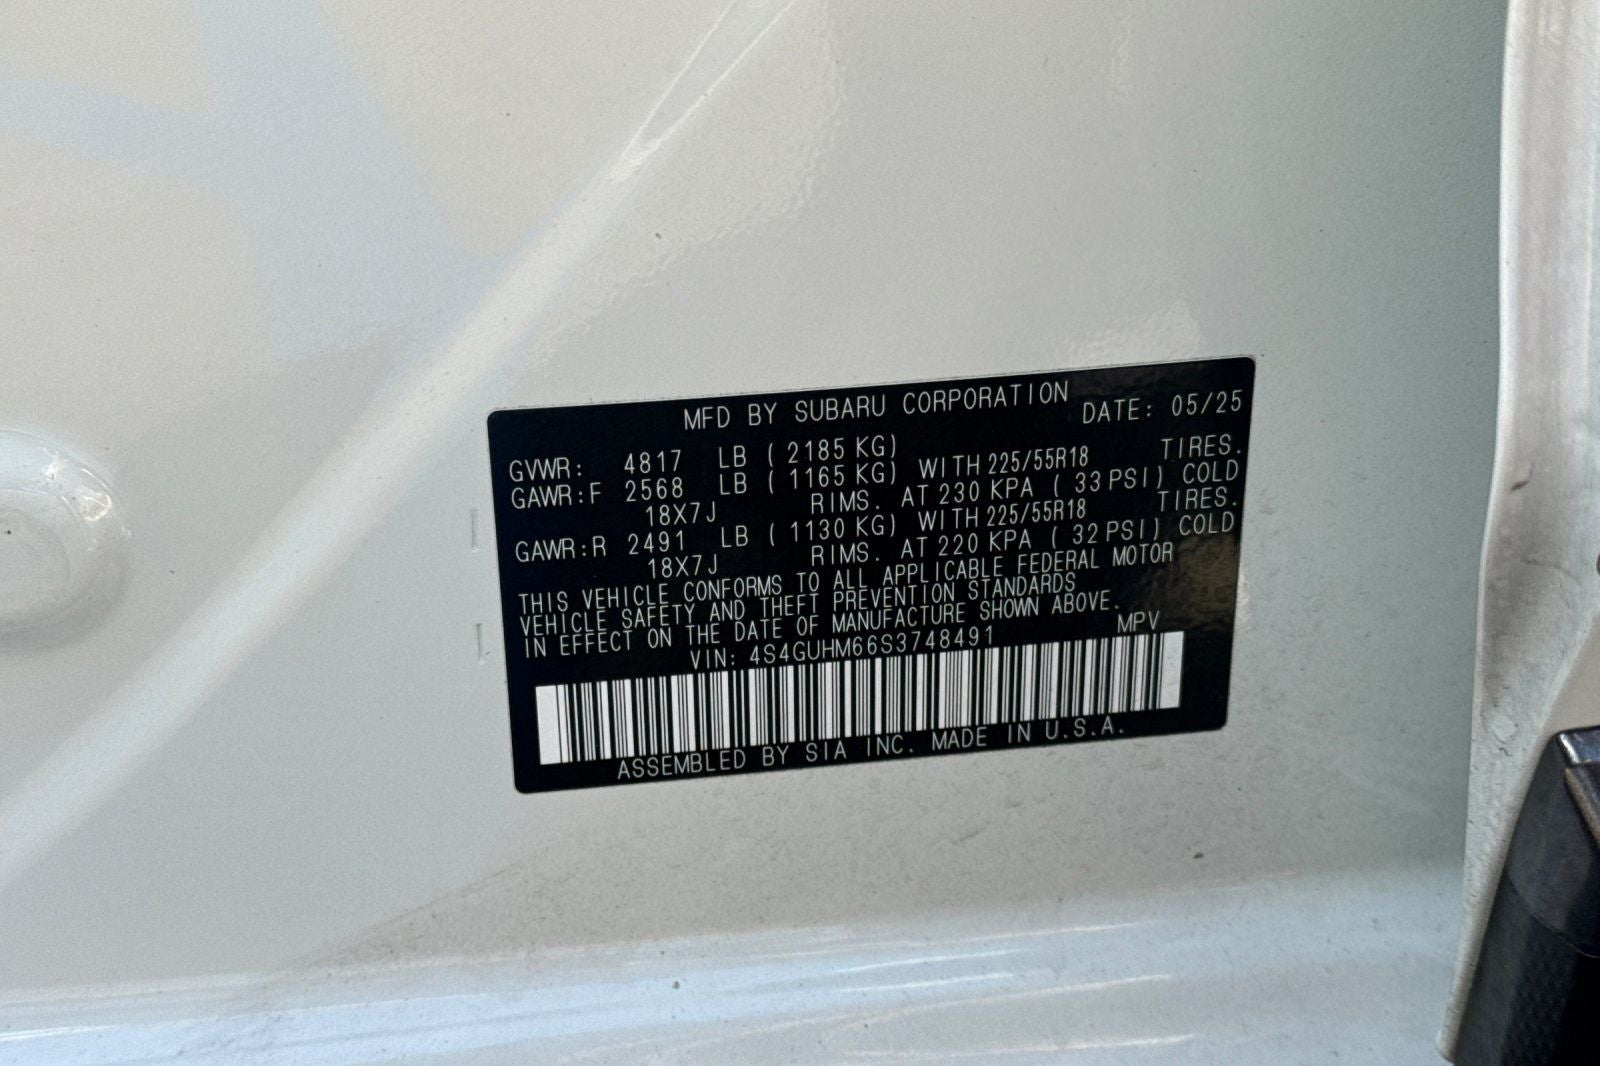 MFD BY SUBARU CORPORATION DATE: 05/25
GVWR: 4817 LB ( 2185 KG)
GAWR:F 2568 LB ( 1165 KG) WITH 225/55R18 TIRES.
18X7J RIMS. AT 230 KPA ( 33 PSI) COLD
GAWR:R 2491 LB ( 1130 KG) WITH 225/55R18 TIRES.
18X7J RIMS. AT 220 KPA ( 32 PSI) COLD
THIS VEHICLE CONFORMS TO ALL APPLICABLE FEDERAL MOTOR
VEHICLE SAFETY AND THEFT PREVENTION STANDARDS
IN EFFECT ON THE DATE OF MANUFACTURE SHOWN ABOVE.
VIN: 4S4GUHM66S3748491 MPV
ASSEMBLED BY SIA INC. MADE IN U.S.A.